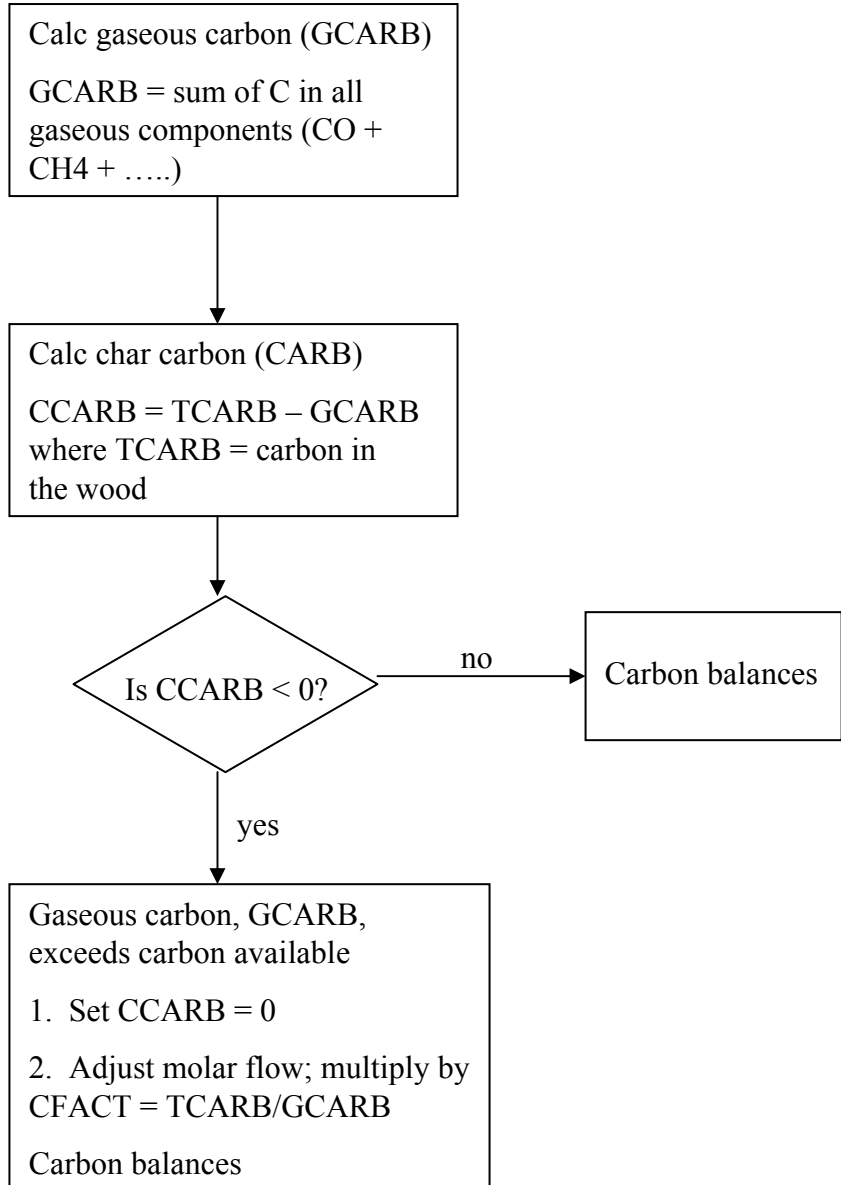 Calc gaseous carbon (GCARB)
GCARB = sum of C in all
gaseous components (CO +
CH4 + …..)
Calc char carbon (CARB)
CCARB = TCARB – GCARB
where TCARB = carbon in
the wood
Is CCARB < 0?
no
Carbon balances
yes
Gaseous carbon, GCARB,
exceeds carbon available
1.  Set CCARB = 0
2.  Adjust molar flow; multiply by
CFACT = TCARB/GCARB
Carbon balances